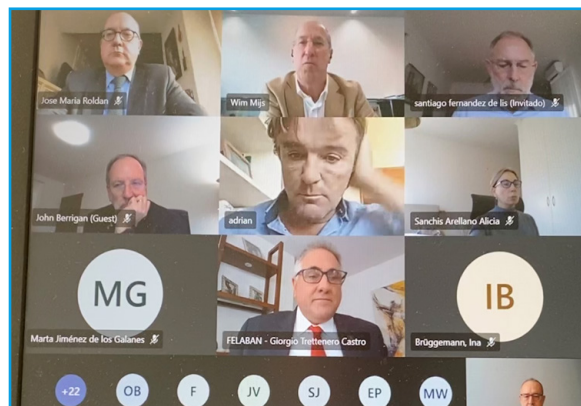 Jose Maria Roldan
Wim Mijs
santiago fernandez de lis (Invitado)
John Berrigan (Guest)
adrian
Sanchis Arellano Alicia
MG
IB
Marta Jiménez de los Galanes
FELABAN - Giorgio Trettenero Castro
Brüggemann, Ina
+22
OB
F
JV
SJ
EP
MW